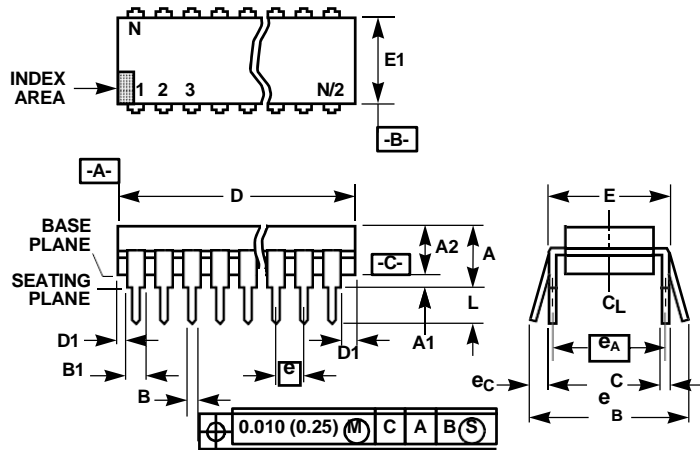 N
E1
INDEX
AREA
1 2 3 N/2
-B-
-A-
D
E
BASE
PLANE
A2
A
-C-
SEATING
PLANE
L
CL
D1
A1
D1
eA
B1
e
eC
C
B
e
B
0.010 (0.25) M C A B S